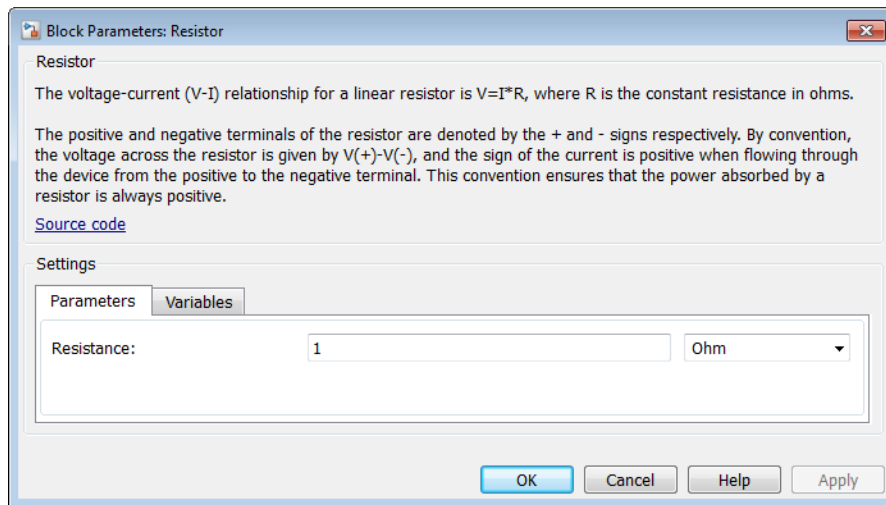 Block Parameters: Resistor
Resistor
The voltage-current (V-I) relationship for a linear resistor is V=I*R, where R is the constant resistance in ohms.
The positive and negative terminals of the resistor are denoted by the + and - signs respectively. By convention,
the voltage across the resistor is given by V(+)-V(-), and the sign of the current is positive when flowing through
the device from the positive to the negative terminal. This convention ensures that the power absorbed by a
resistor is always positive.
Source code
Settings
Parameters Variables
Resistance: 1 Ohm
OK Cancel Help Apply